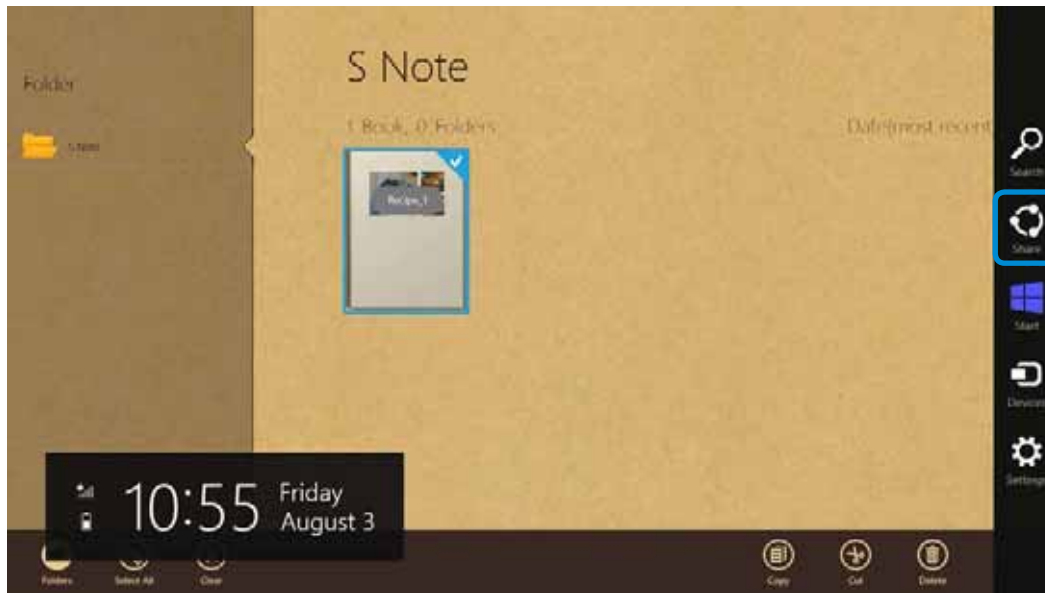 Folder
S Note
S Note
1 Book, 0 Folders
Date(most recent
Recipe_1
Search
Share
Start
Devices
Settings
10:55
Friday
August 3
Folders
Select All
Clear
Copy
Cut
Delete